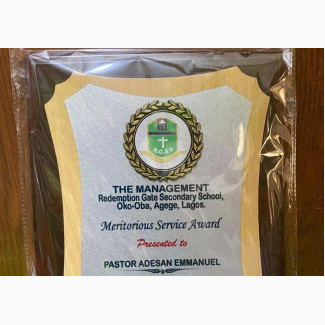 R.G.S.S
THE MANAGEMENT
Redemption Gate Secondary School,
Oko-Oba, Agege, Lagos.
Meritorious Service Award
Presented to
PASTOR ADESAN EMMANUEL